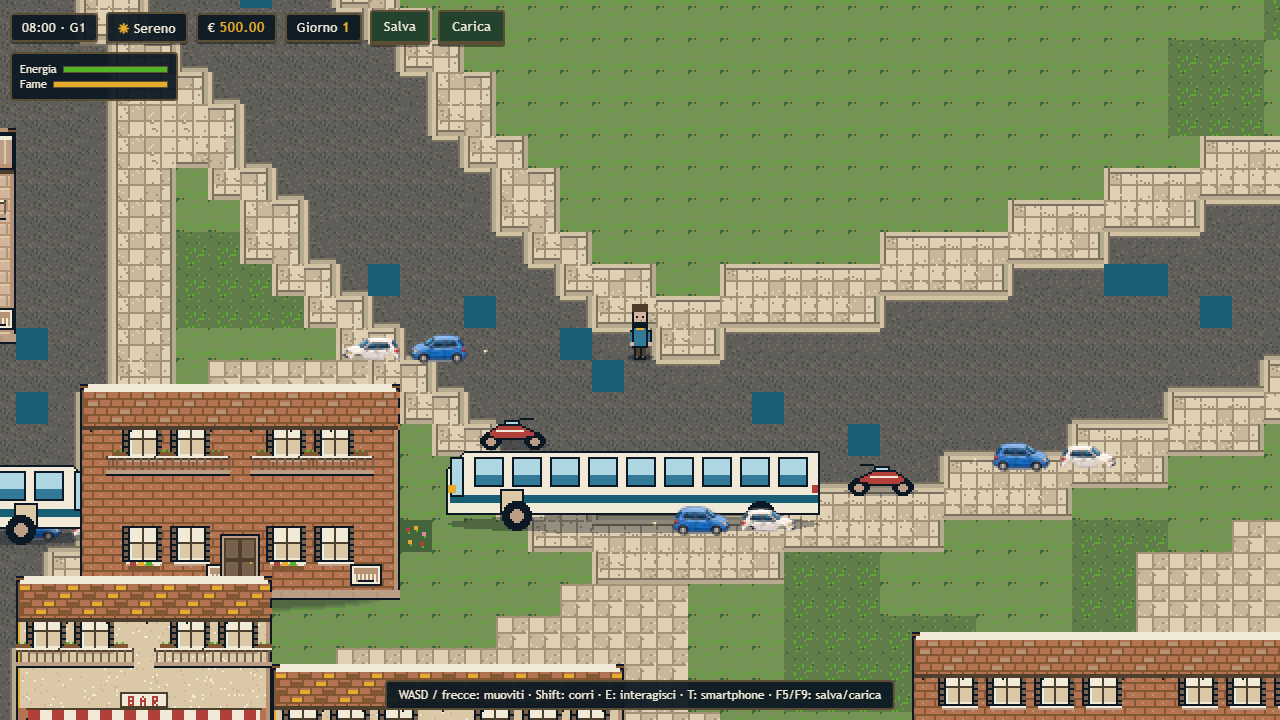 08:00 · G1
Sereno
€ 500.00
Giorno 1
Salva
Carica
Energia
Fame
BAR
WASD / frecce: muoviti · Shift: corri · E: interagisci · T: smartphone · F5/F9: salva/carica